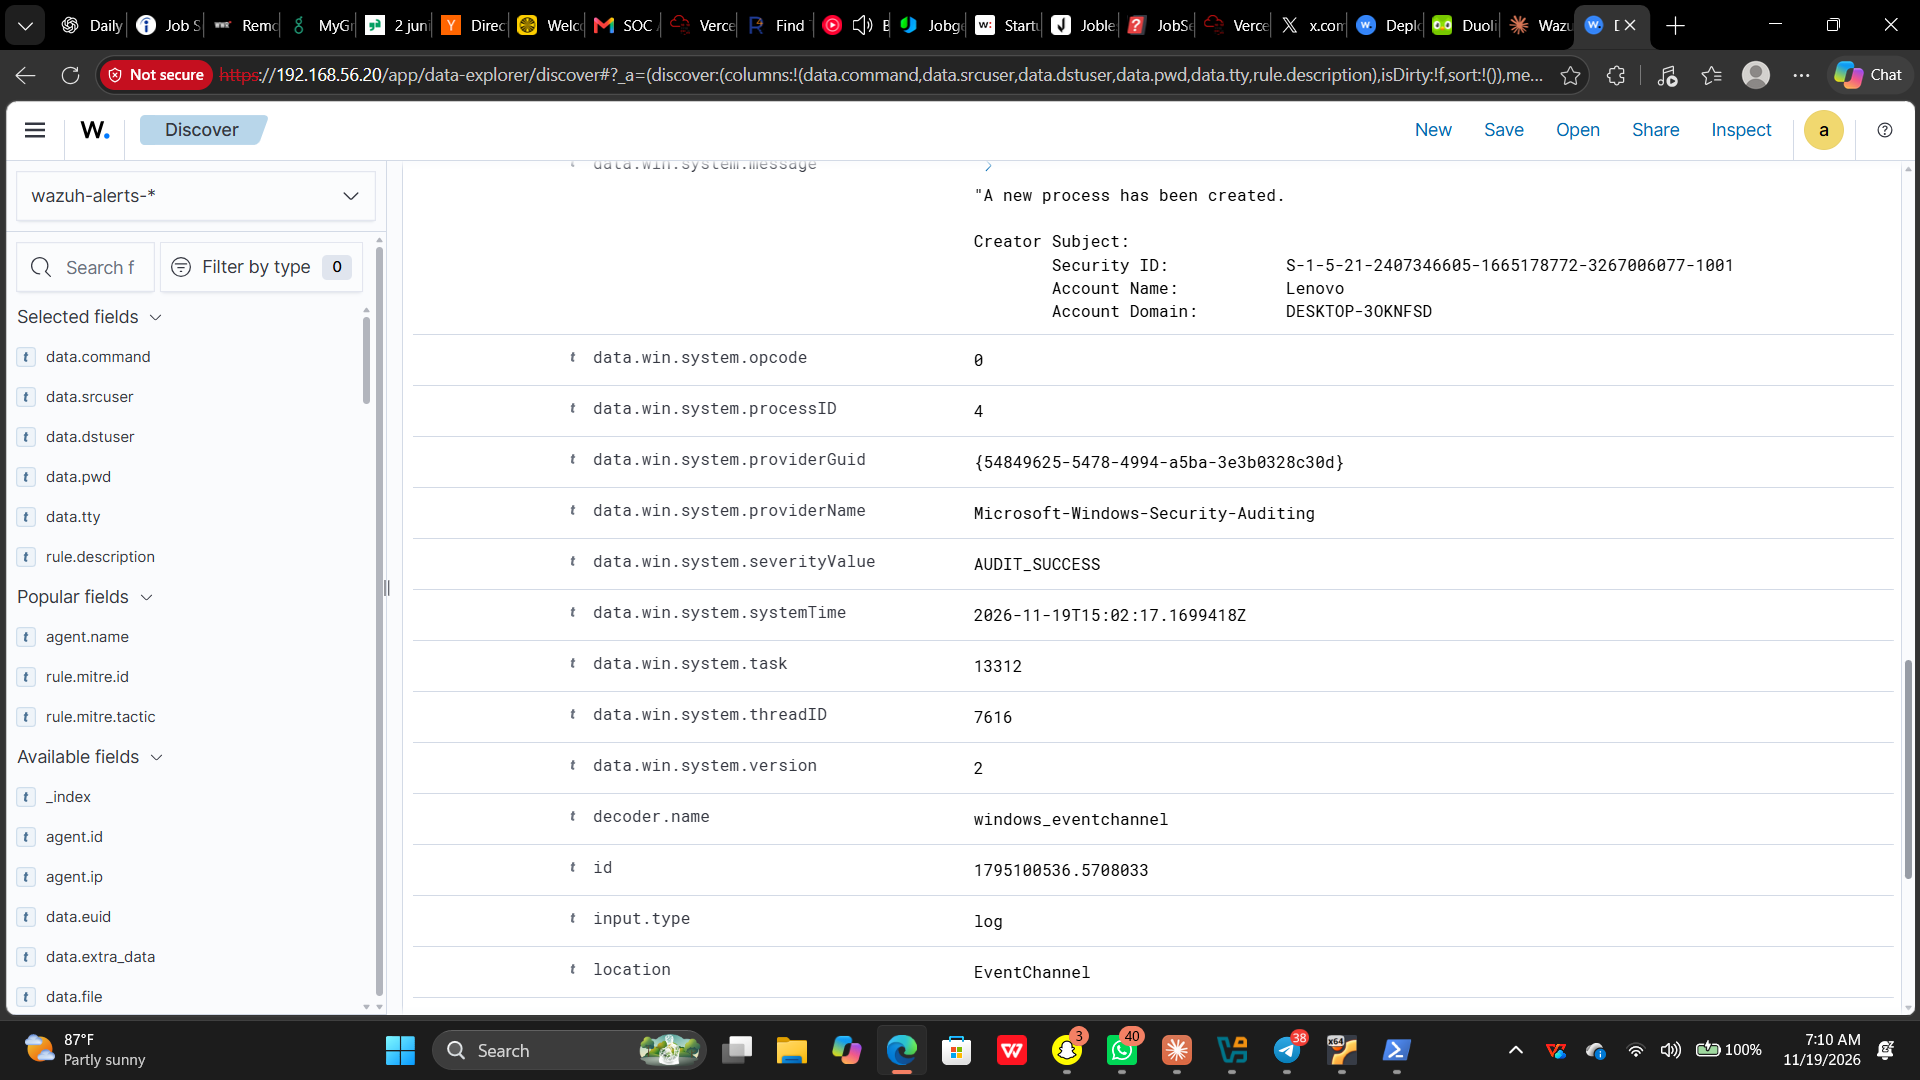 Daily
Job S
Remo
MyGr
2 juni
Direc
Welco
SOC A
Verce
Find T
Jobge
Startu
Joble
JobSe
Verce
x.com
Deplo
Duoli
Wazu
Not secure
https://192.168.56.20/app/data-explorer/discover#?_a=(discover:(columns:!(data.command,data.srcuser,data.dstuser,data.pwd,data.tty,rule.description),isDirty:!f,sort:!()),me...
Chat
W.
Discover
New
Save
Open
Share
Inspect
a
wazuh-alerts-*
Search f
Filter by type 0
Selected fields
t data.command
t data.srcuser
t data.dstuser
t data.pwd
t data.tty
t rule.description
Popular fields
t agent.name
t rule.mitre.id
t rule.mitre.tactic
Available fields
t _index
t agent.id
t agent.ip
t data.euid
t data.extra_data
t data.file
t data.win.system.message
"A new process has been created.
Creator Subject:
Security ID: S-1-5-21-2407346605-1665178772-3267006077-1001
Account Name: Lenovo
Account Domain: DESKTOP-3OKNFSD
t data.win.system.opcode 0
t data.win.system.processID 4
t data.win.system.providerGuid {54849625-5478-4994-a5ba-3e3b0328c30d}
t data.win.system.providerName Microsoft-Windows-Security-Auditing
t data.win.system.severityValue AUDIT_SUCCESS
t data.win.system.systemTime 2026-11-19T15:02:17.1699418Z
t data.win.system.task 13312
t data.win.system.threadID 7616
t data.win.system.version 2
t decoder.name windows_eventchannel
t id 1795100536.5708033
t input.type log
t location EventChannel
87°F
Partly sunny
Search
3
40
38
x64
100%
7:10 AM
11/19/2026